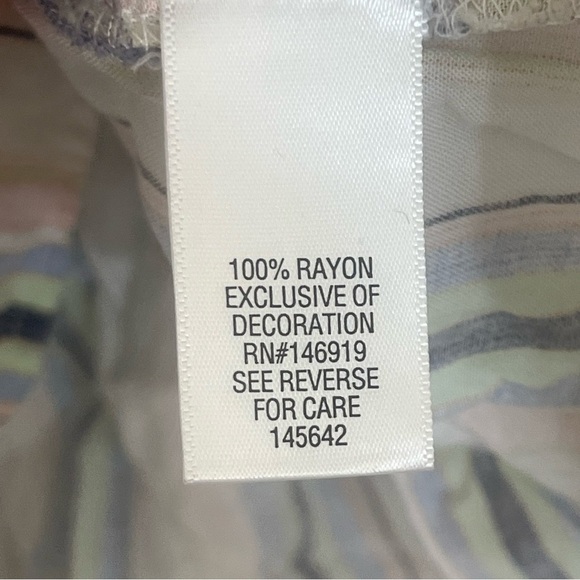 100% RAYON
EXCLUSIVE OF
DECORATION
RN#146919
SEE REVERSE
FOR CARE
145642